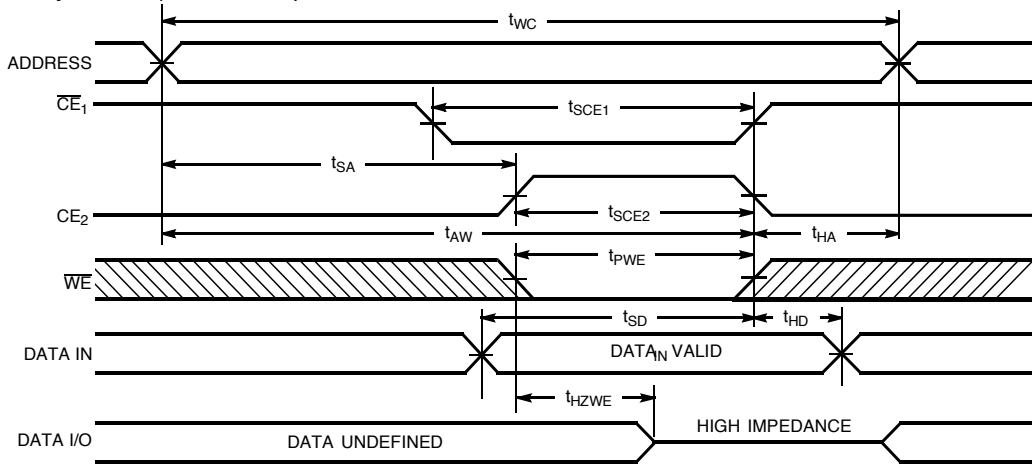 tWC
ADDRESS
CE1
tSCE1
tSA
CE2
tSCE2
tAW
tHA
tPWE
WE
tSD
tHD
DATA IN
DATAIN VALID
tHZWE
HIGH IMPEDANCE
DATA I/O
DATA UNDEFINED